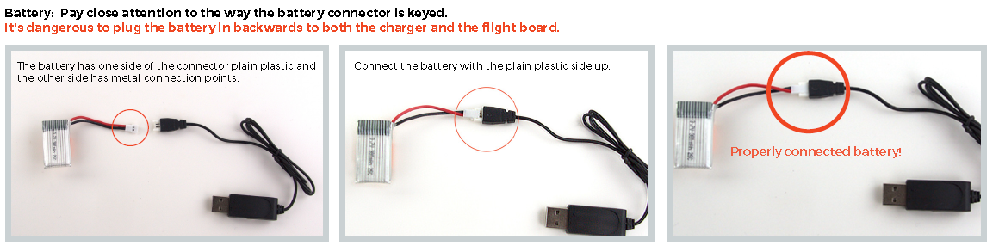 Battery:  Pay close attention to the way the battery connector is keyed.
It's dangerous to plug the battery in backwards to both the charger and the flight board.
The battery has one side of the connector plain plastic and
the other side has metal connection points.
Connect the battery with the plain plastic side up.
Properly connected battery!